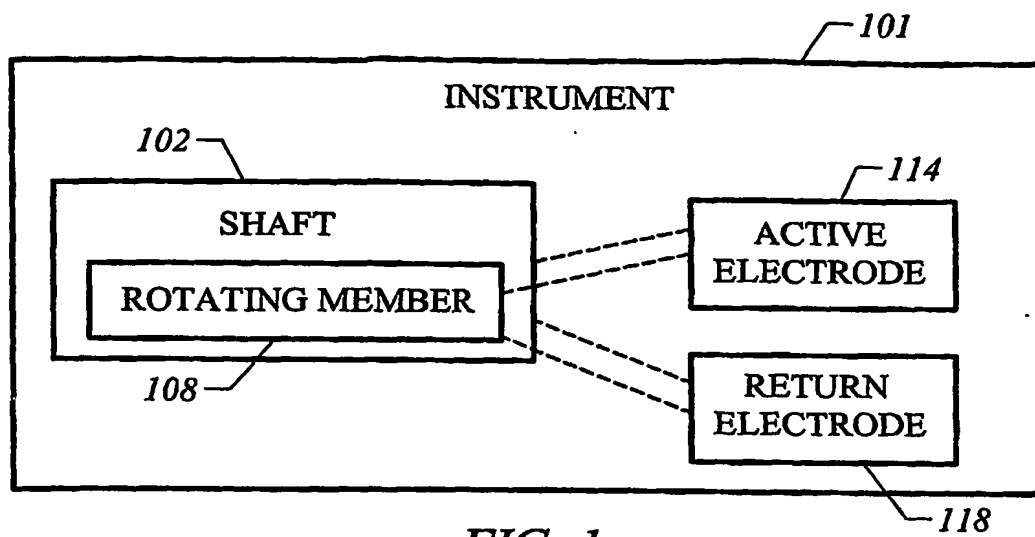 101
INSTRUMENT
102
114
SHAFT
ACTIVE
ELECTRODE
ROTATING MEMBER
108
RETURN
ELECTRODE
118